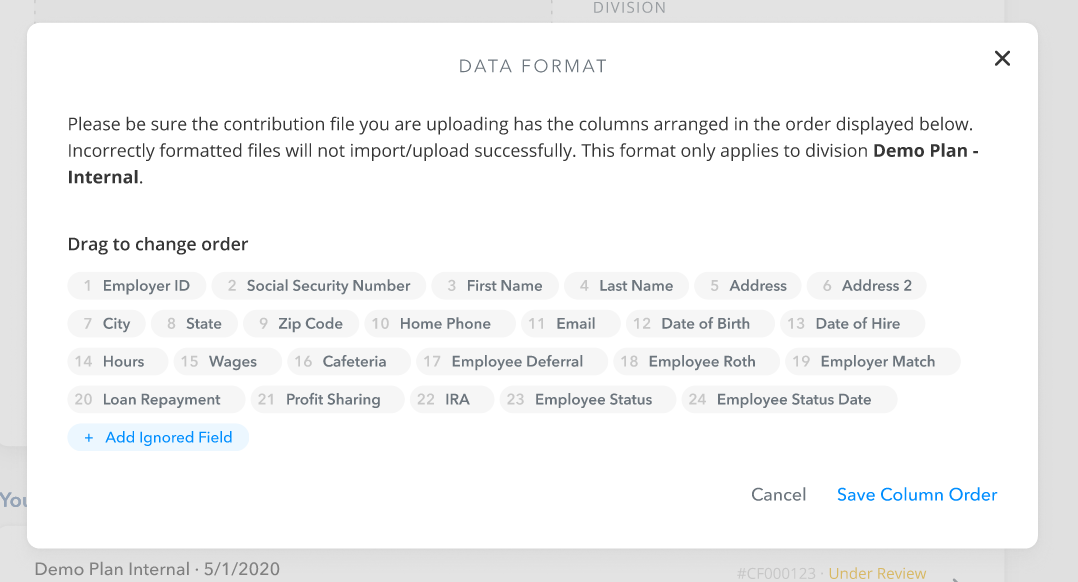 DIVISION
DATA FORMAT
Please be sure the contribution file you are uploading has the columns arranged in the order displayed below.
Incorrectly formatted files will not import/upload successfully. This format only applies to division Demo Plan -
Internal.
Drag to change order
1 Employer ID 2 Social Security Number 3 First Name 4 Last Name 5 Address 6 Address 2
7 City 8 State 9 Zip Code 10 Home Phone 11 Email 12 Date of Birth 13 Date of Hire
14 Hours 15 Wages 16 Cafeteria 17 Employee Deferral 18 Employee Roth 19 Employer Match
20 Loan Repayment 21 Profit Sharing 22 IRA 23 Employee Status 24 Employee Status Date
+ Add Ignored Field
Cancel Save Column Order
Demo Plan Internal · 5/1/2020
#CF000123 · Under Review